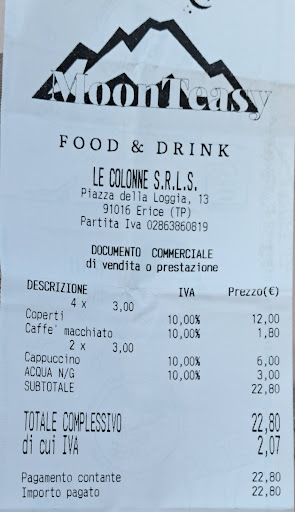 MoonTeasy
FOOD & DRINK
LE COLONNE S.R.L.S.
Piazza della Loggia, 13
91016 Erice (TP)
Partita Iva 02863860819
DOCUMENTO COMMERCIALE
di vendita o prestazione
DESCRIZIONE IVA Prezzo(€)
4 x 3,00
Coperti 10,00% 12,00
Caffe' macchiato 10,00% 1,80
2 x 3,00
Cappuccino 10,00% 6,00
ACQUA N/G 10,00% 3,00
SUBTOTALE 22,80
TOTALE COMPLESSIVO 22,80
di cui IVA 2,07
Pagamento contante 22,80
Importo pagato 22,80